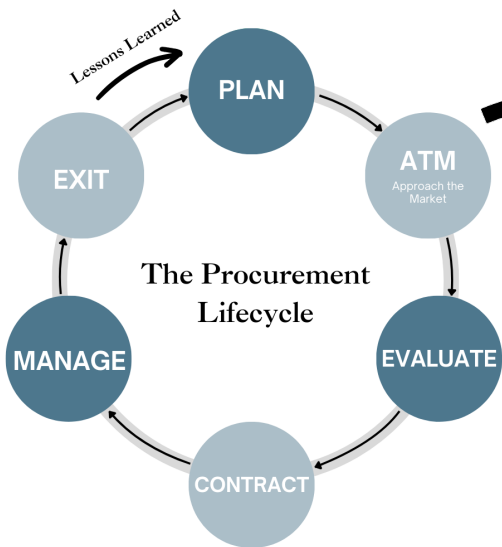 Lessons Learned
PLAN
ATM
Approach the
Market
EXIT
The Procurement
Lifecycle
MANAGE
EVALUATE
CONTRACT